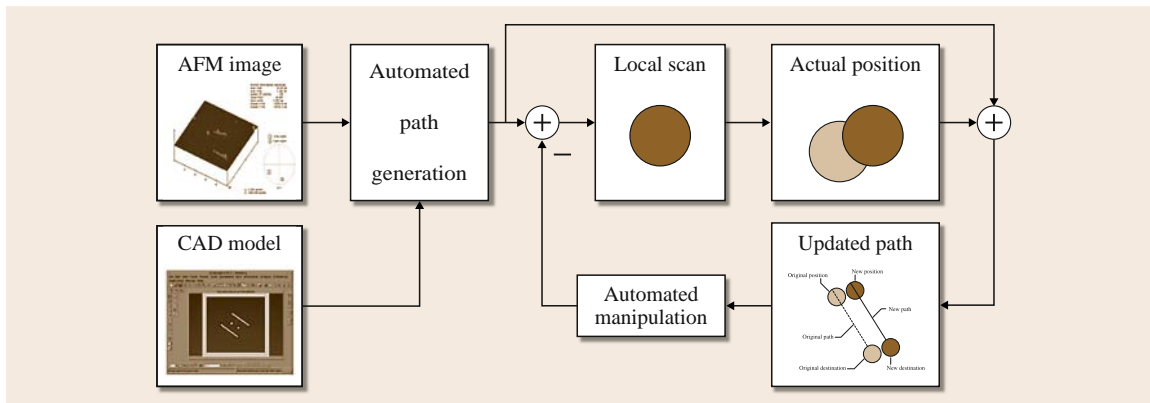 AFM image
Automated
path
generation
+
−
Local scan
Actual position
+
CAD model
Automated
manipulation
Updated path
Original position
New position
New path
Original path
Original destination
New destination